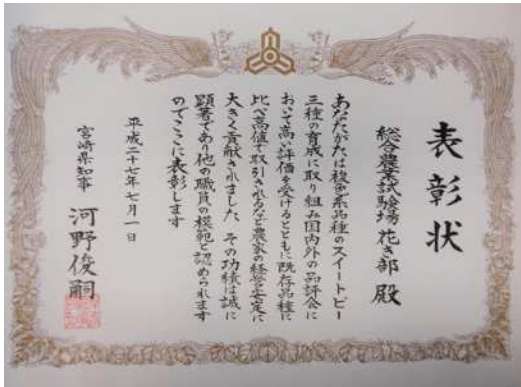 表彰状
総合農業試験場 花き部 殿
あなたがたは複色系品種のスイートピー
三種の育成に取り組み国内外の品評会に
おいて高い評価を受けるとともに既存品種に
比べ高値で取引されるなど農家の経営安定に
大きく貢献されました その功績は誠に
顕著であり他の職員の模範と認められます
のでここに表彰します
平成二十七年七月一日
宮崎県知事 河野俊嗣